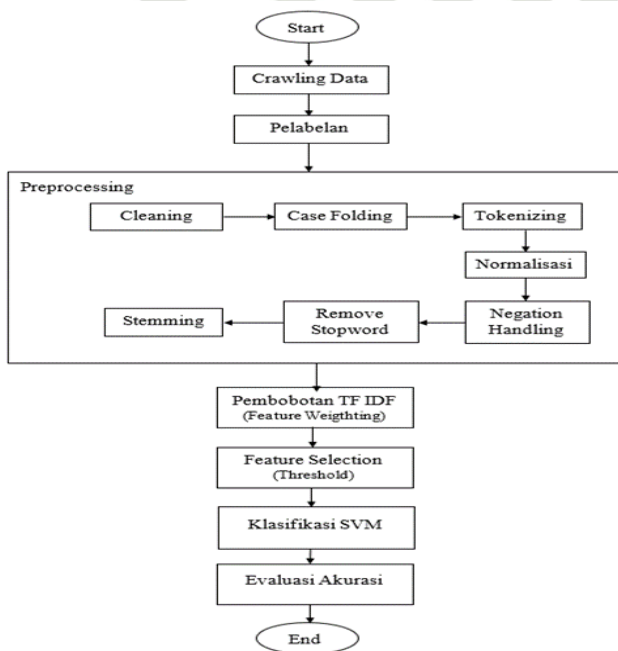 Start
Crawling Data
Pelabelan
Preprocessing
Cleaning
Case Folding
Tokenizing
Normalisasi
Negation
Handling
Remove
Stopword
Stemming
Pembobotan TF IDF
(Feature Weigthting)
Feature Selection
(Threshold)
Klasifikasi SVM
Evaluasi Akurasi
End